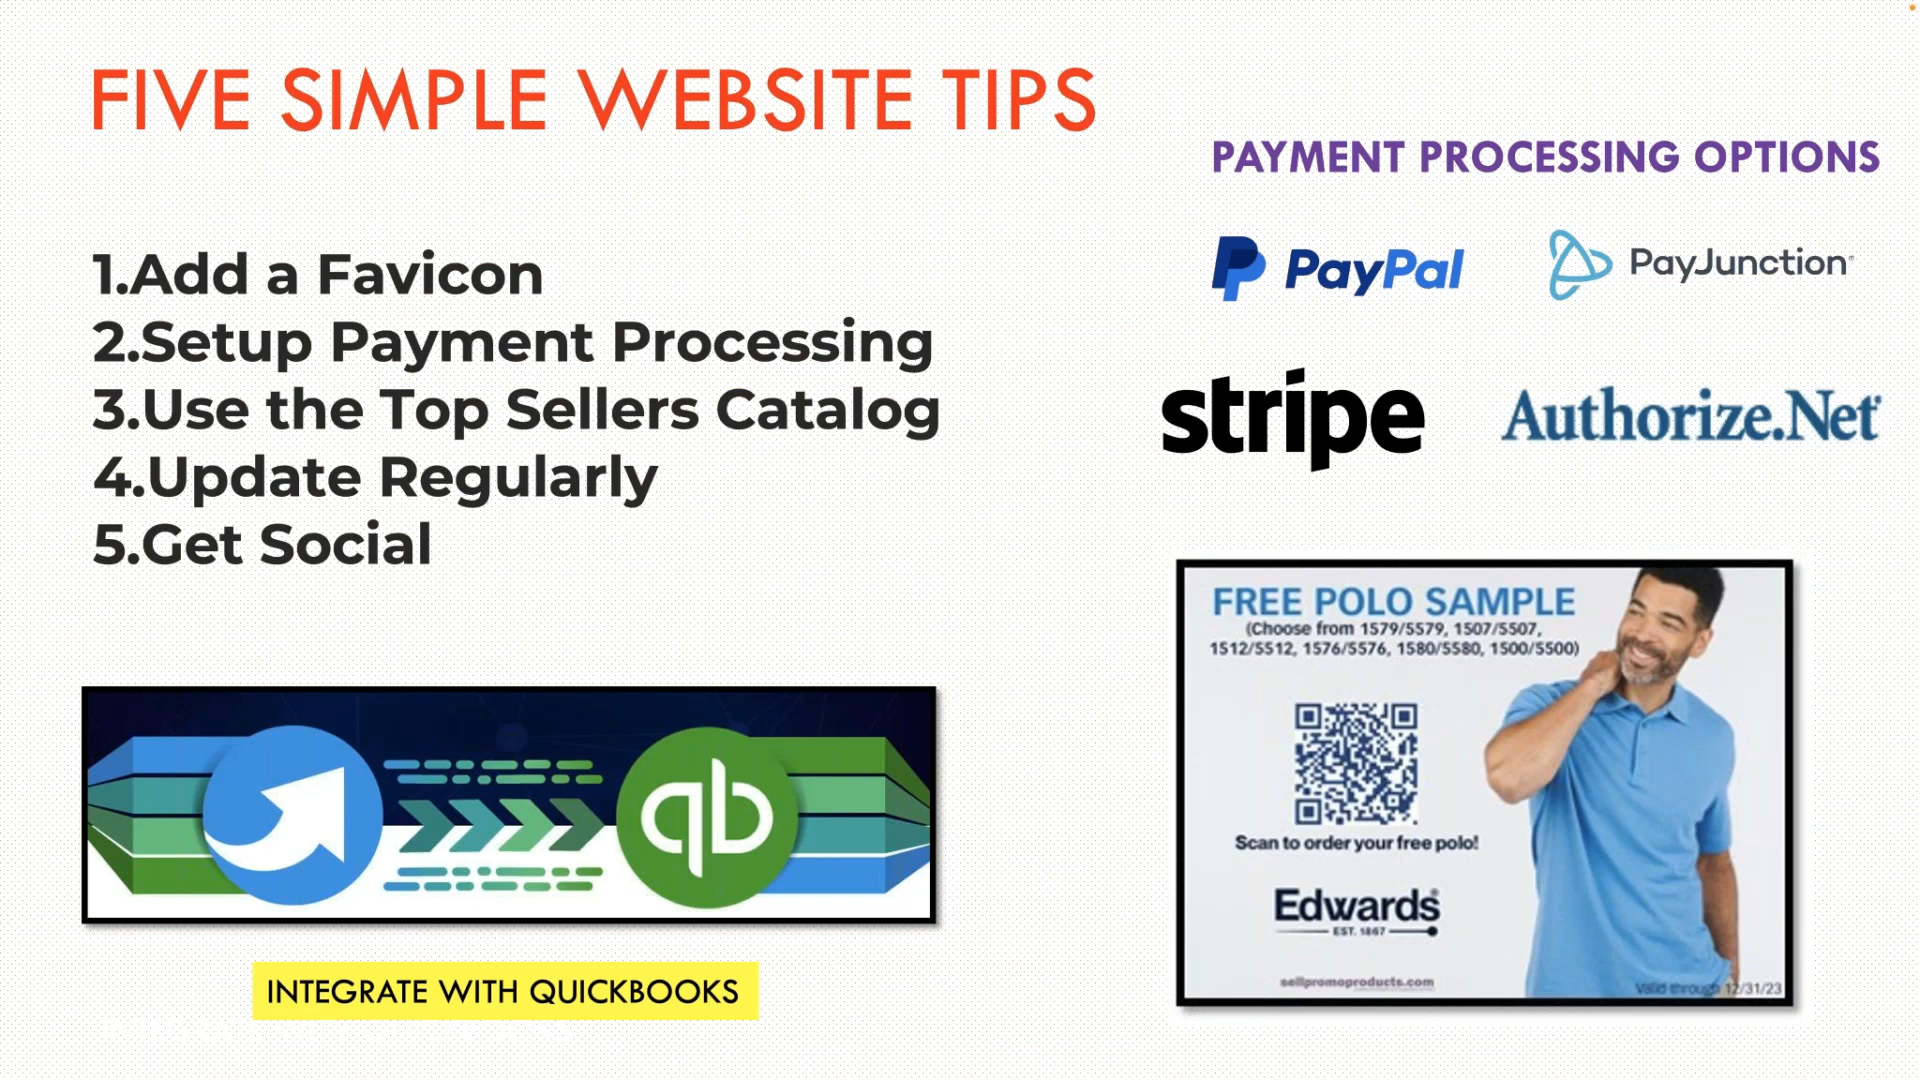 FIVE SIMPLE WEBSITE TIPS
PAYMENT PROCESSING OPTIONS
1.Add a Favicon
2.Setup Payment Processing
3.Use the Top Sellers Catalog
4.Update Regularly
5.Get Social
PayPal
PayJunction
stripe
Authorize.Net
FREE POLO SAMPLE
(Choose from 1579/5579, 1507/5507,
1512/5512, 1576/5576, 1580/5580, 1500/5500)
Scan to order your free polo!
Edwards
EST. 1867
sellpromoproducts.com
Valid through 12/31/23
qb
INTEGRATE WITH QUICKBOOKS